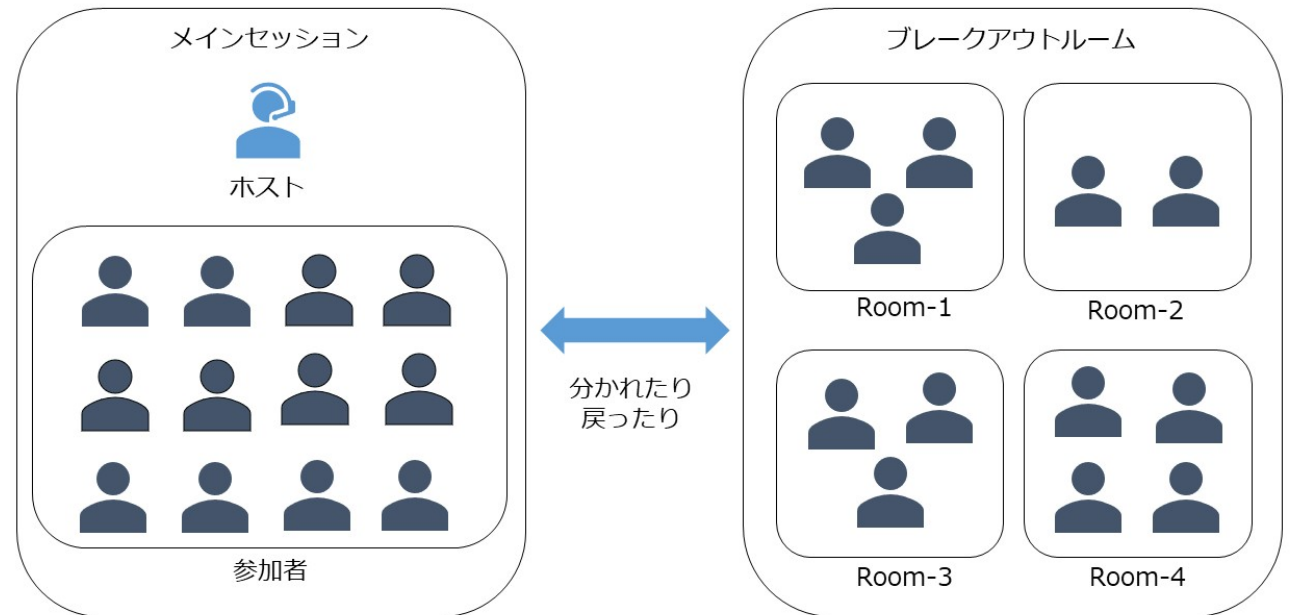 メインセッション
ホスト
参加者
分かれたり
戻ったり
ブレークアウトルーム
Room-1
Room-2
Room-3
Room-4